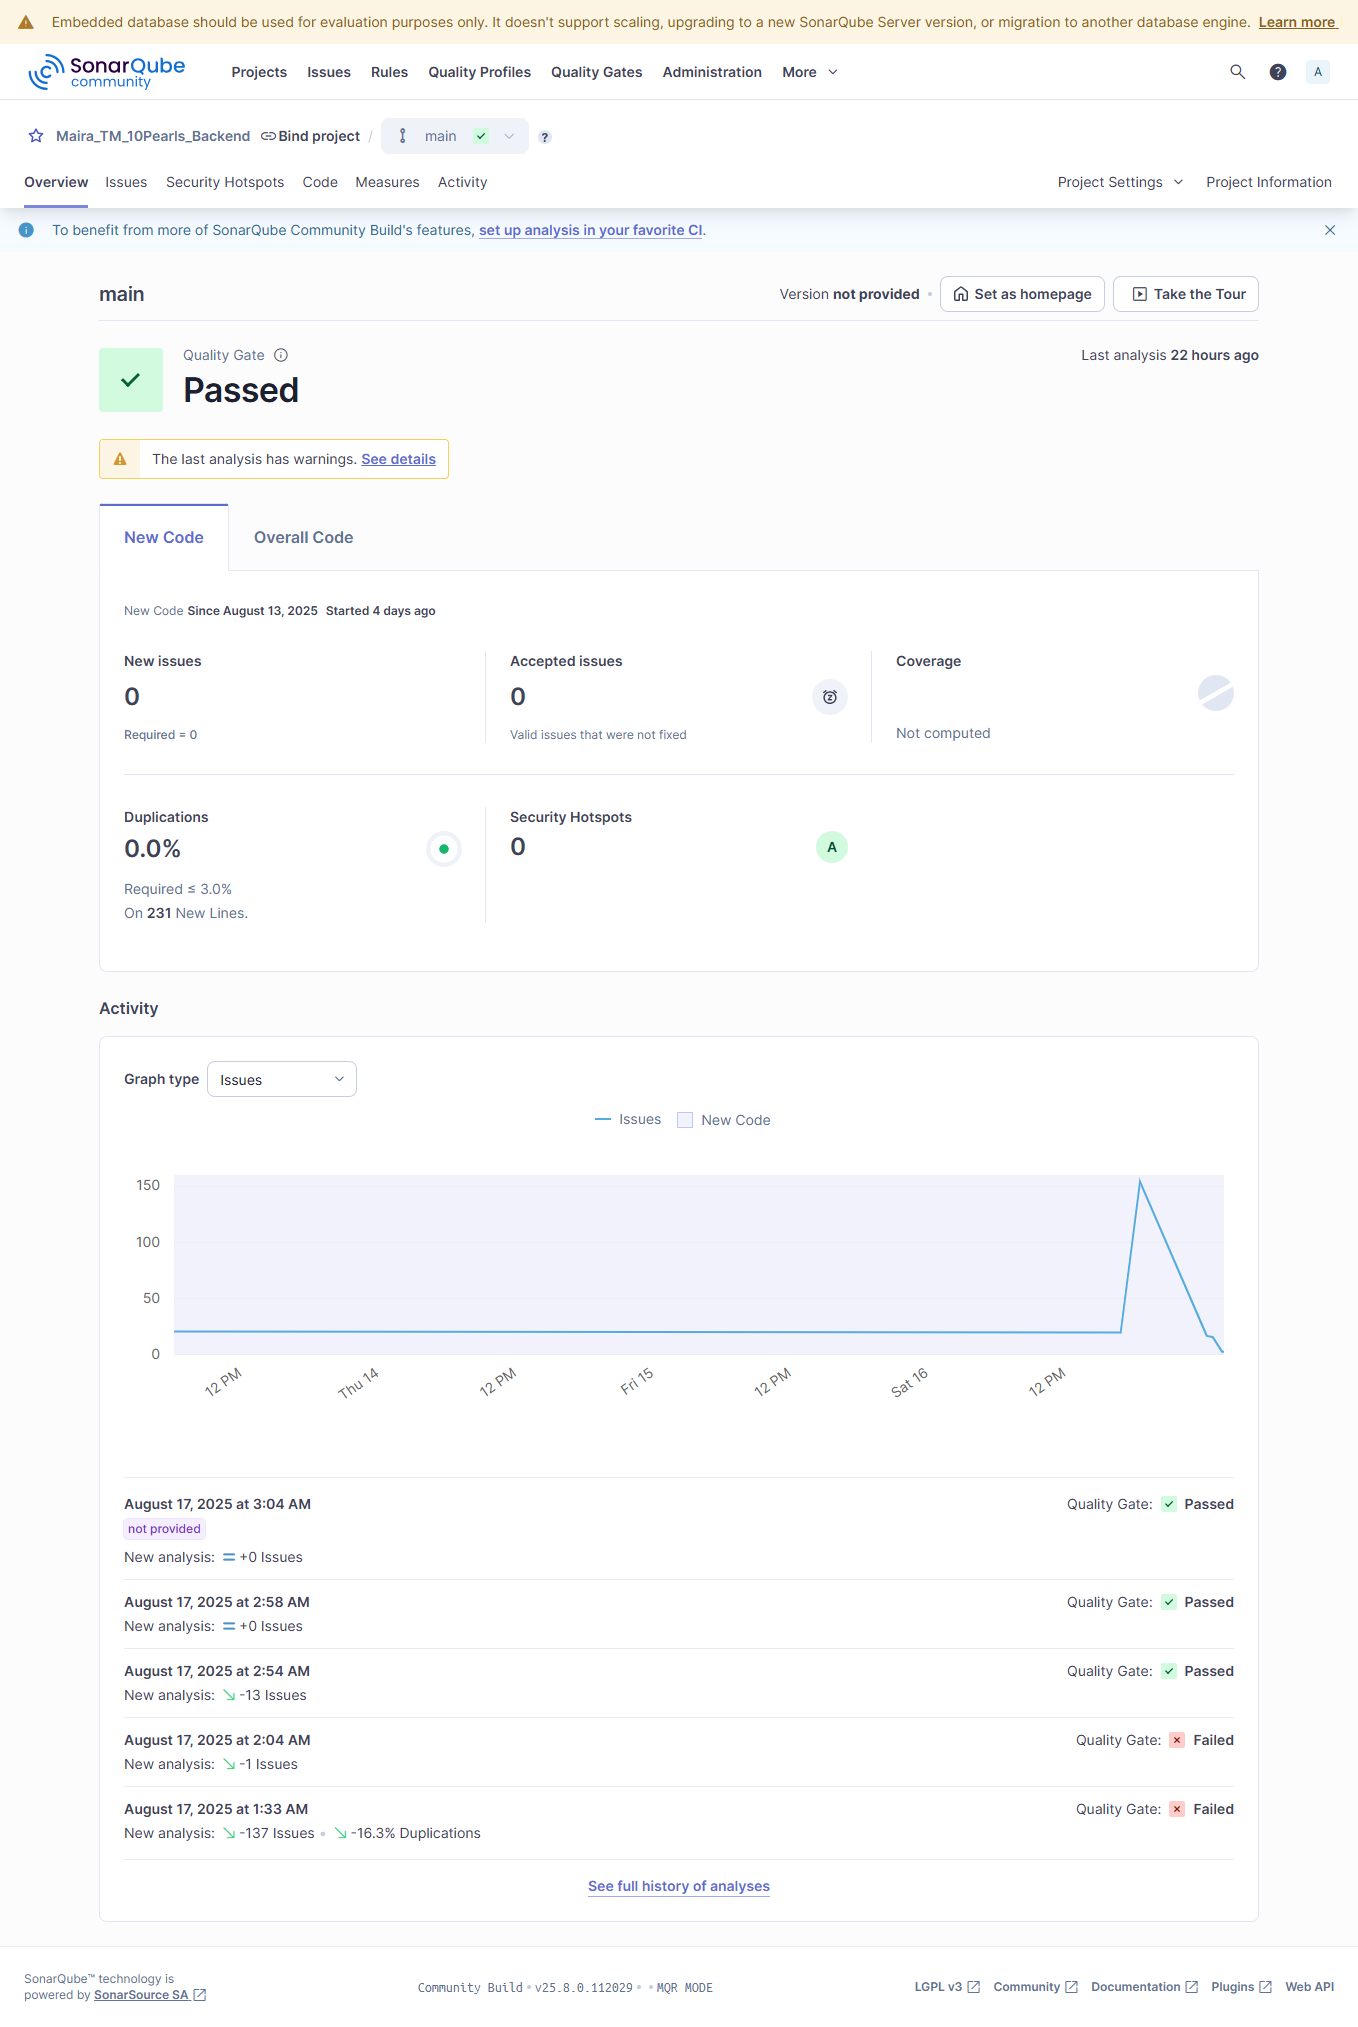 Embedded database should be used for evaluation purposes only. It doesn't support scaling, upgrading to a new SonarQube Server version, or migration to another database engine. Learn more
SonarQube community
Projects Issues Rules Quality Profiles Quality Gates Administration More
? A
Maira_TM_10Pearls_Backend Bind project / main ?
Overview Issues Security Hotspots Code Measures Activity Project Settings Project Information
To benefit from more of SonarQube Community Build's features, set up analysis in your favorite CI.
main Version not provided • Set as homepage Take the Tour
Quality Gate Last analysis 22 hours ago
Passed
The last analysis has warnings. See details
New Code Overall Code
New Code Since August 13, 2025 Started 4 days ago
New issues Accepted issues Coverage
0 0
Required = 0 Valid issues that were not fixed Not computed
Duplications Security Hotspots
0.0% 0 A
Required ≤ 3.0%
On 231 New Lines.
Activity
Graph type Issues
Issues New Code
150
100
50
0
12 PM Thu 14 12 PM Fri 15 12 PM Sat 16 12 PM
August 17, 2025 at 3:04 AM Quality Gate: Passed
not provided
New analysis: +0 Issues
August 17, 2025 at 2:58 AM Quality Gate: Passed
New analysis: +0 Issues
August 17, 2025 at 2:54 AM Quality Gate: Passed
New analysis: -13 Issues
August 17, 2025 at 2:04 AM Quality Gate: Failed
New analysis: -1 Issues
August 17, 2025 at 1:33 AM Quality Gate: Failed
New analysis: -137 Issues • -16.3% Duplications
See full history of analyses
SonarQube™ technology is
powered by SonarSource SA
Community Build • v25.8.0.112029 • • MQR MODE
LGPL v3 Community Documentation Plugins Web API